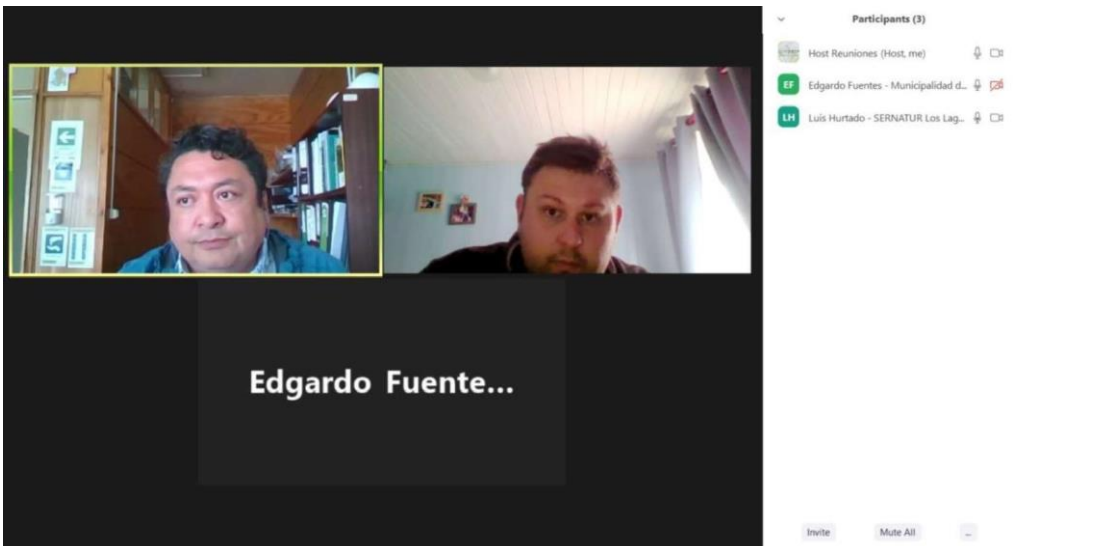 Edgardo Fuente...
Participants (3)
Host Reuniones (Host, me)
EF
Edgardo Fuentes - Municipalidad d...
LH
Luis Hurtado - SERNATUR Los Lag...
Invite
Mute All
...